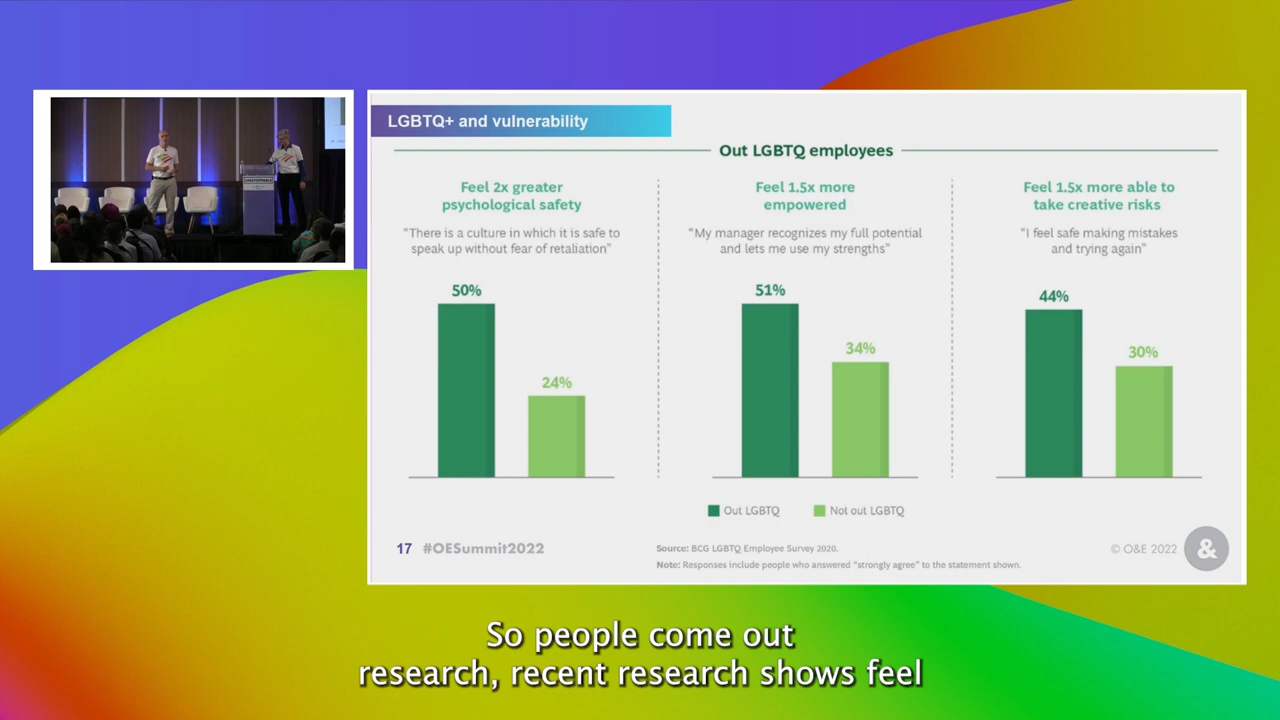 LGBTQ+ and vulnerability
Out LGBTQ employees
Feel 2x greater
psychological safety
"There is a culture in which it is safe to
speak up without fear of retaliation"
50%
24%
Feel 1.5x more
empowered
"My manager recognizes my full potential
and lets me use my strengths"
51%
34%
Feel 1.5x more able to
take creative risks
"I feel safe making mistakes
and trying again"
44%
30%
Out LGBTQ
Not out LGBTQ
17 #OESummit2022
Source: BCG LGBTQ Employee Survey 2020.
Note: Responses include people who answered "strongly agree" to the statement shown.
© O&E 2022
&
So people come out
research, recent research shows feel